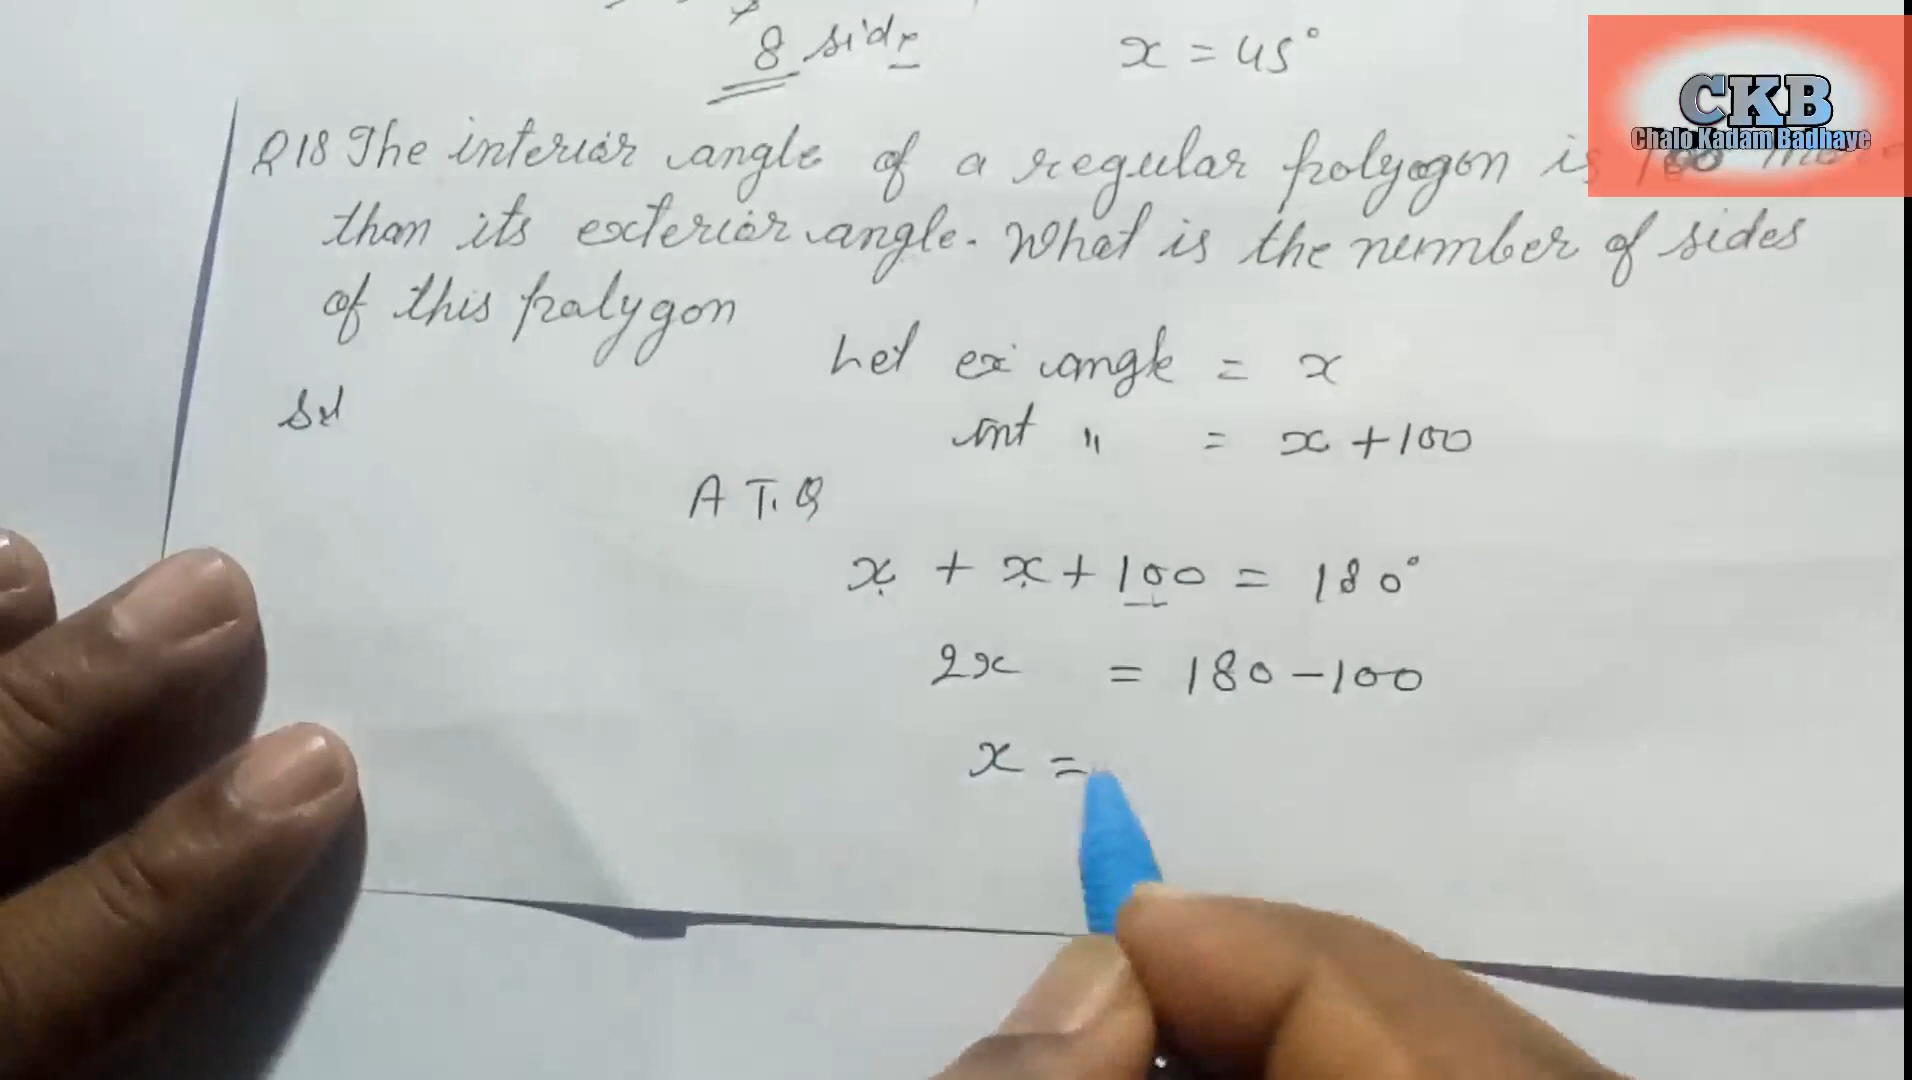 8 side
x = 45°
CKB
Chalo Kadam Badhaye
Q18 The interior angle of a regular polygon is 100
than its exterior angle. What is the number of sides
of this polygon
Let ex angle = x
Sol
int " = x + 100
A T. Q
x + x + 100 = 180°
2x = 180 - 100
x =